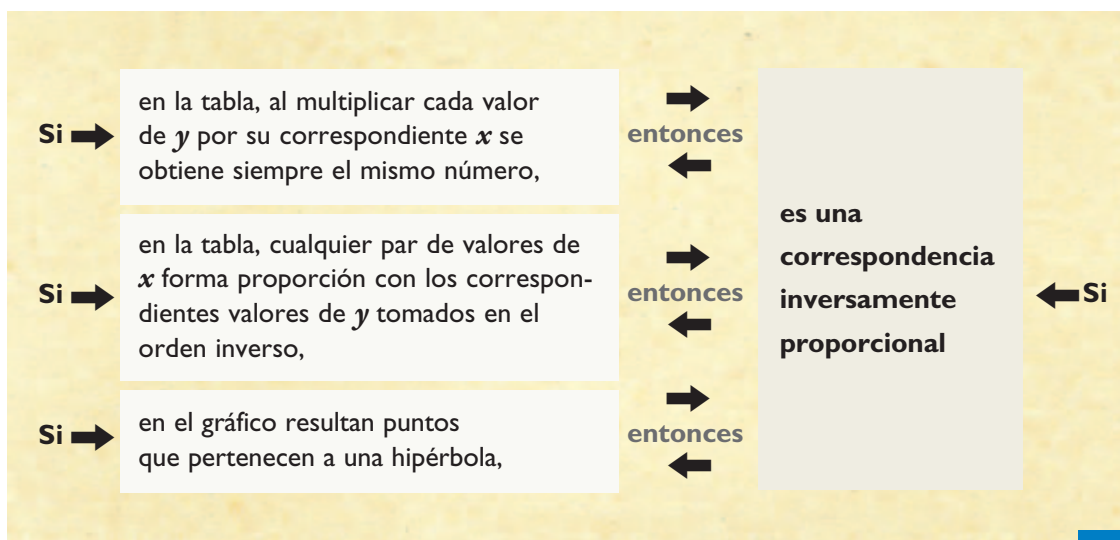 Si
en la tabla, al multiplicar cada valor
de y por su correspondiente x se
obtiene siempre el mismo número,
entonces
Si
en la tabla, cualquier par de valores de
x forma proporción con los correspon-
dientes valores de y tomados en el
orden inverso,
entonces
Si
en el gráfico resultan puntos
que pertenecen a una hipérbola,
entonces
es una
correspondencia
inversamente
proporcional
Si